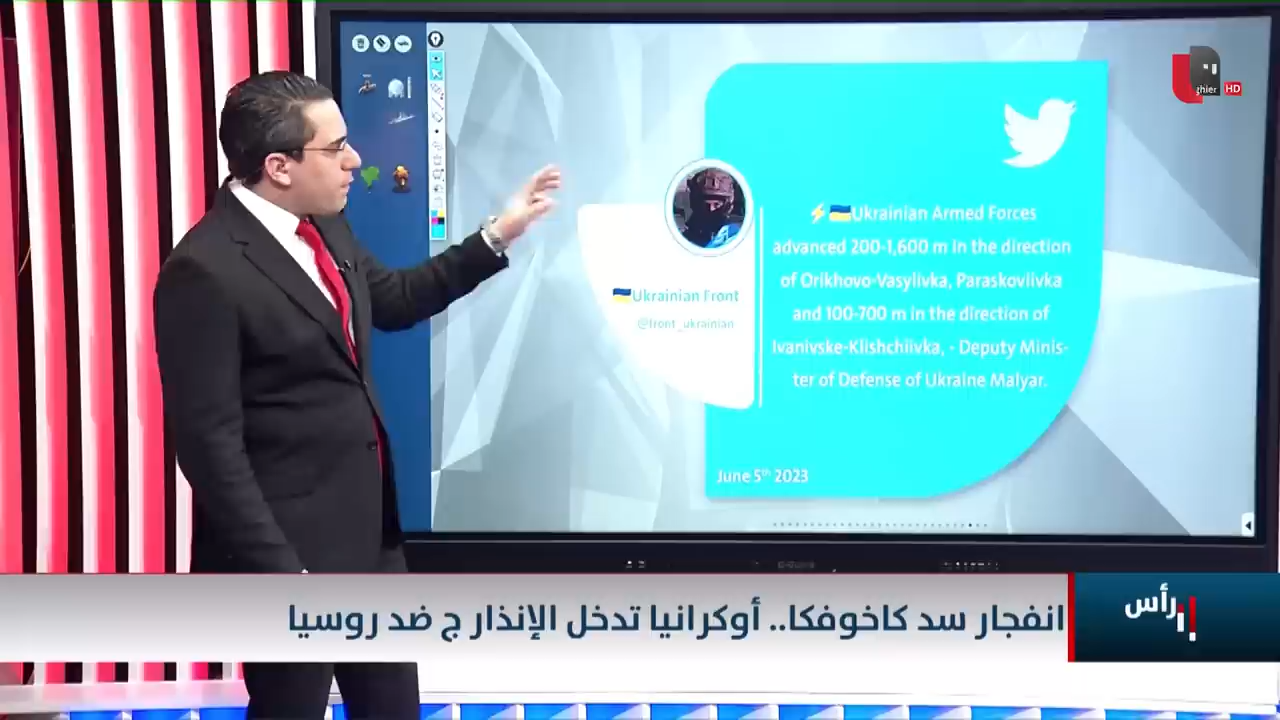 ghier HD
⚡🇺🇦Ukrainian Armed Forces
advanced 200-1,600 m in the direction
of Orikhovo-Vasylivka, Paraskoviivka
and 100-700 m in the direction of
Ivanivske-Klishchiivka, - Deputy Minis-
ter of Defense of Ukraine Malyar.
🇺🇦Ukrainian Front
@front_ukrainian
June 5th 2023
انفجار سد كاخوفكا.. أوكرانيا تدخل الإنذار ج ضد روسيا
رأس